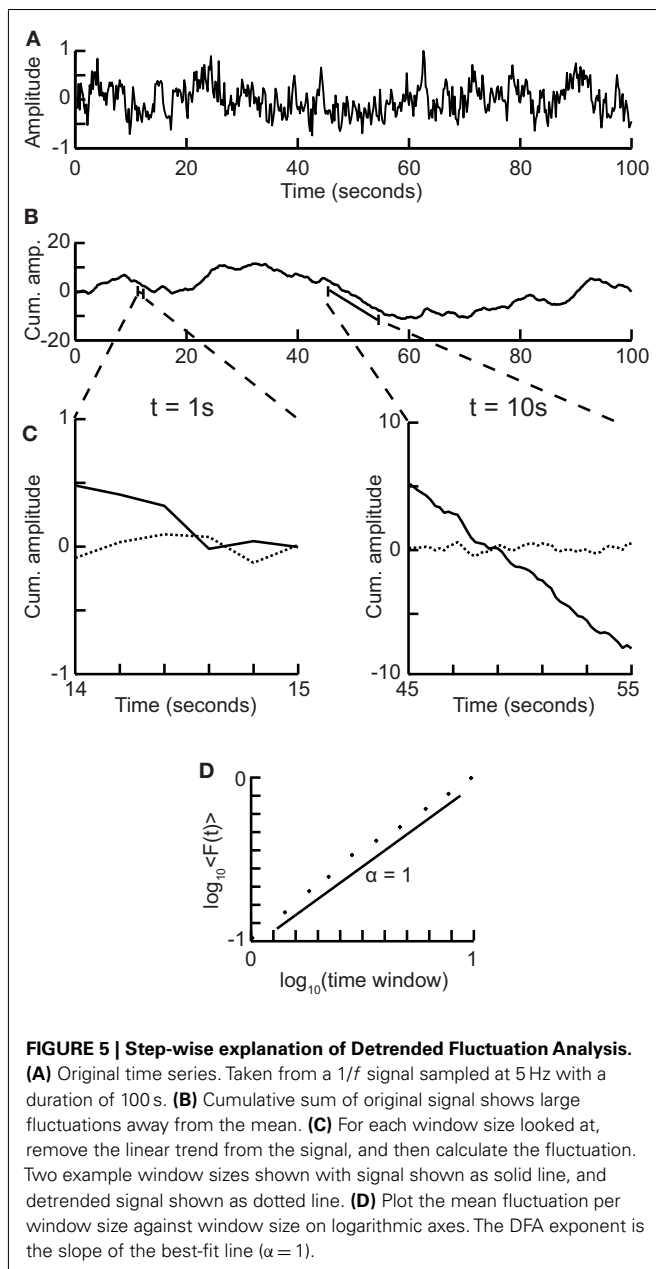 A
Amplitude
1
0
-1
0 20 40 60 80 100
Time (seconds)
B
Cum. amp.
20
0
-20
0 20 40 60 80 100
t = 1s
t = 10s
C
Cum. amplitude
1
0
-1
14 15
Time (seconds)
Cum. amplitude
10
0
-10
45 55
Time (seconds)
D
log₁₀<F(t)>
0
-1
α = 1
0 1
log₁₀(time window)
FIGURE 5 | Step-wise explanation of Detrended Fluctuation Analysis.
(A) Original time series. Taken from a 1/f signal sampled at 5 Hz with a
duration of 100 s. (B) Cumulative sum of original signal shows large
fluctuations away from the mean. (C) For each window size looked at,
remove the linear trend from the signal, and then calculate the fluctuation.
Two example window sizes shown with signal shown as solid line, and
detrended signal shown as dotted line. (D) Plot the mean fluctuation per
window size against window size on logarithmic axes. The DFA exponent is
the slope of the best-fit line (α = 1).